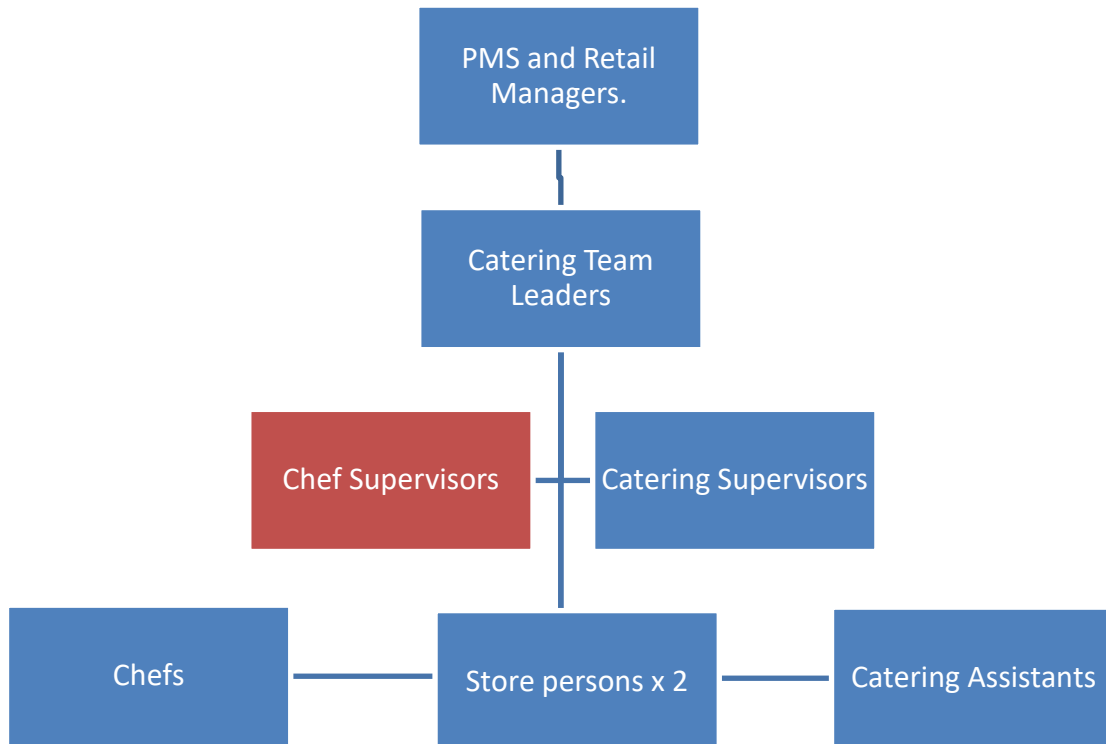 PMS and Retail
Managers.
Catering Team
Leaders
Chef Supervisors
Catering Supervisors
Chefs
Store persons x 2
Catering Assistants